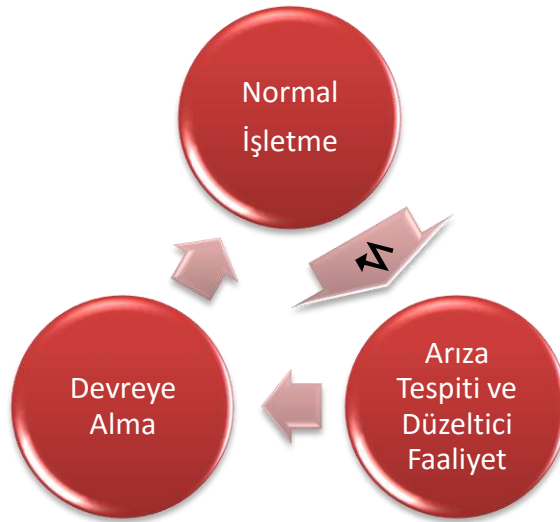 Normal
İşletme
Arıza
Tespiti ve
Düzeltici
Faaliyet
Devreye
Alma